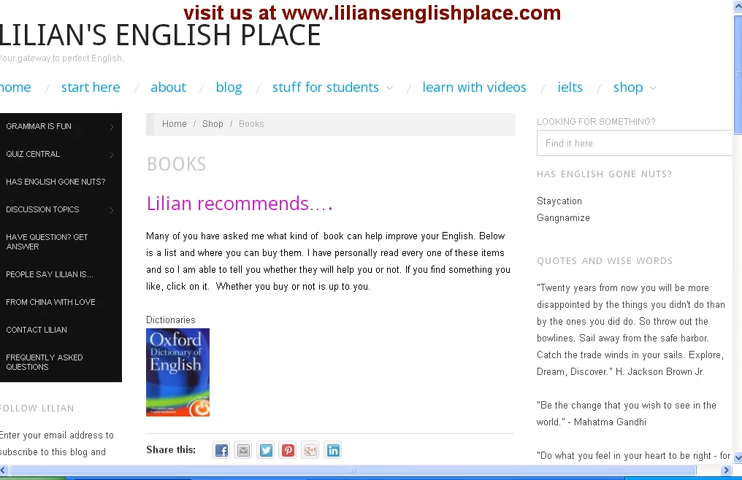 visit us at www.liliansenglishplace.com
LILIAN'S ENGLISH PLACE
Your gateway to perfect English.
home / start here / about / blog / stuff for students / learn with videos / ielts / shop
GRAMMAR IS FUN
QUIZ CENTRAL
HAS ENGLISH GONE NUTS?
DISCUSSION TOPICS
HAVE QUESTION? GET
ANSWER
PEOPLE SAY LILIAN IS...
FROM CHINA WITH LOVE
CONTACT LILIAN
FREQUENTLY ASKED
QUESTIONS
FOLLOW LILIAN
Enter your email address to
subscribe to this blog and
Home / Shop / Books
BOOKS
Lilian recommends….
Many of you have asked me what kind of book can help improve your English. Below
is a list and where you can buy them. I have personally read every one of these items
and so I am able to tell you whether they will help you or not. If you find something you
like, click on it. Whether you buy or not is up to you.
Dictionaries
Oxford
Dictionary of
English
Share this:
LOOKING FOR SOMETHING?
Find it here.
HAS ENGLISH GONE NUTS?
Staycation
Gangnamize
QUOTES AND WISE WORDS
"Twenty years from now you will be more
disappointed by the things you didn't do than
by the ones you did do. So throw out the
bowlines. Sail away from the safe harbor.
Catch the trade winds in your sails. Explore,
Dream, Discover." H. Jackson Brown Jr.
"Be the change that you wish to see in the
world." - Mahatma Gandhi
"Do what you feel in your heart to be right - for